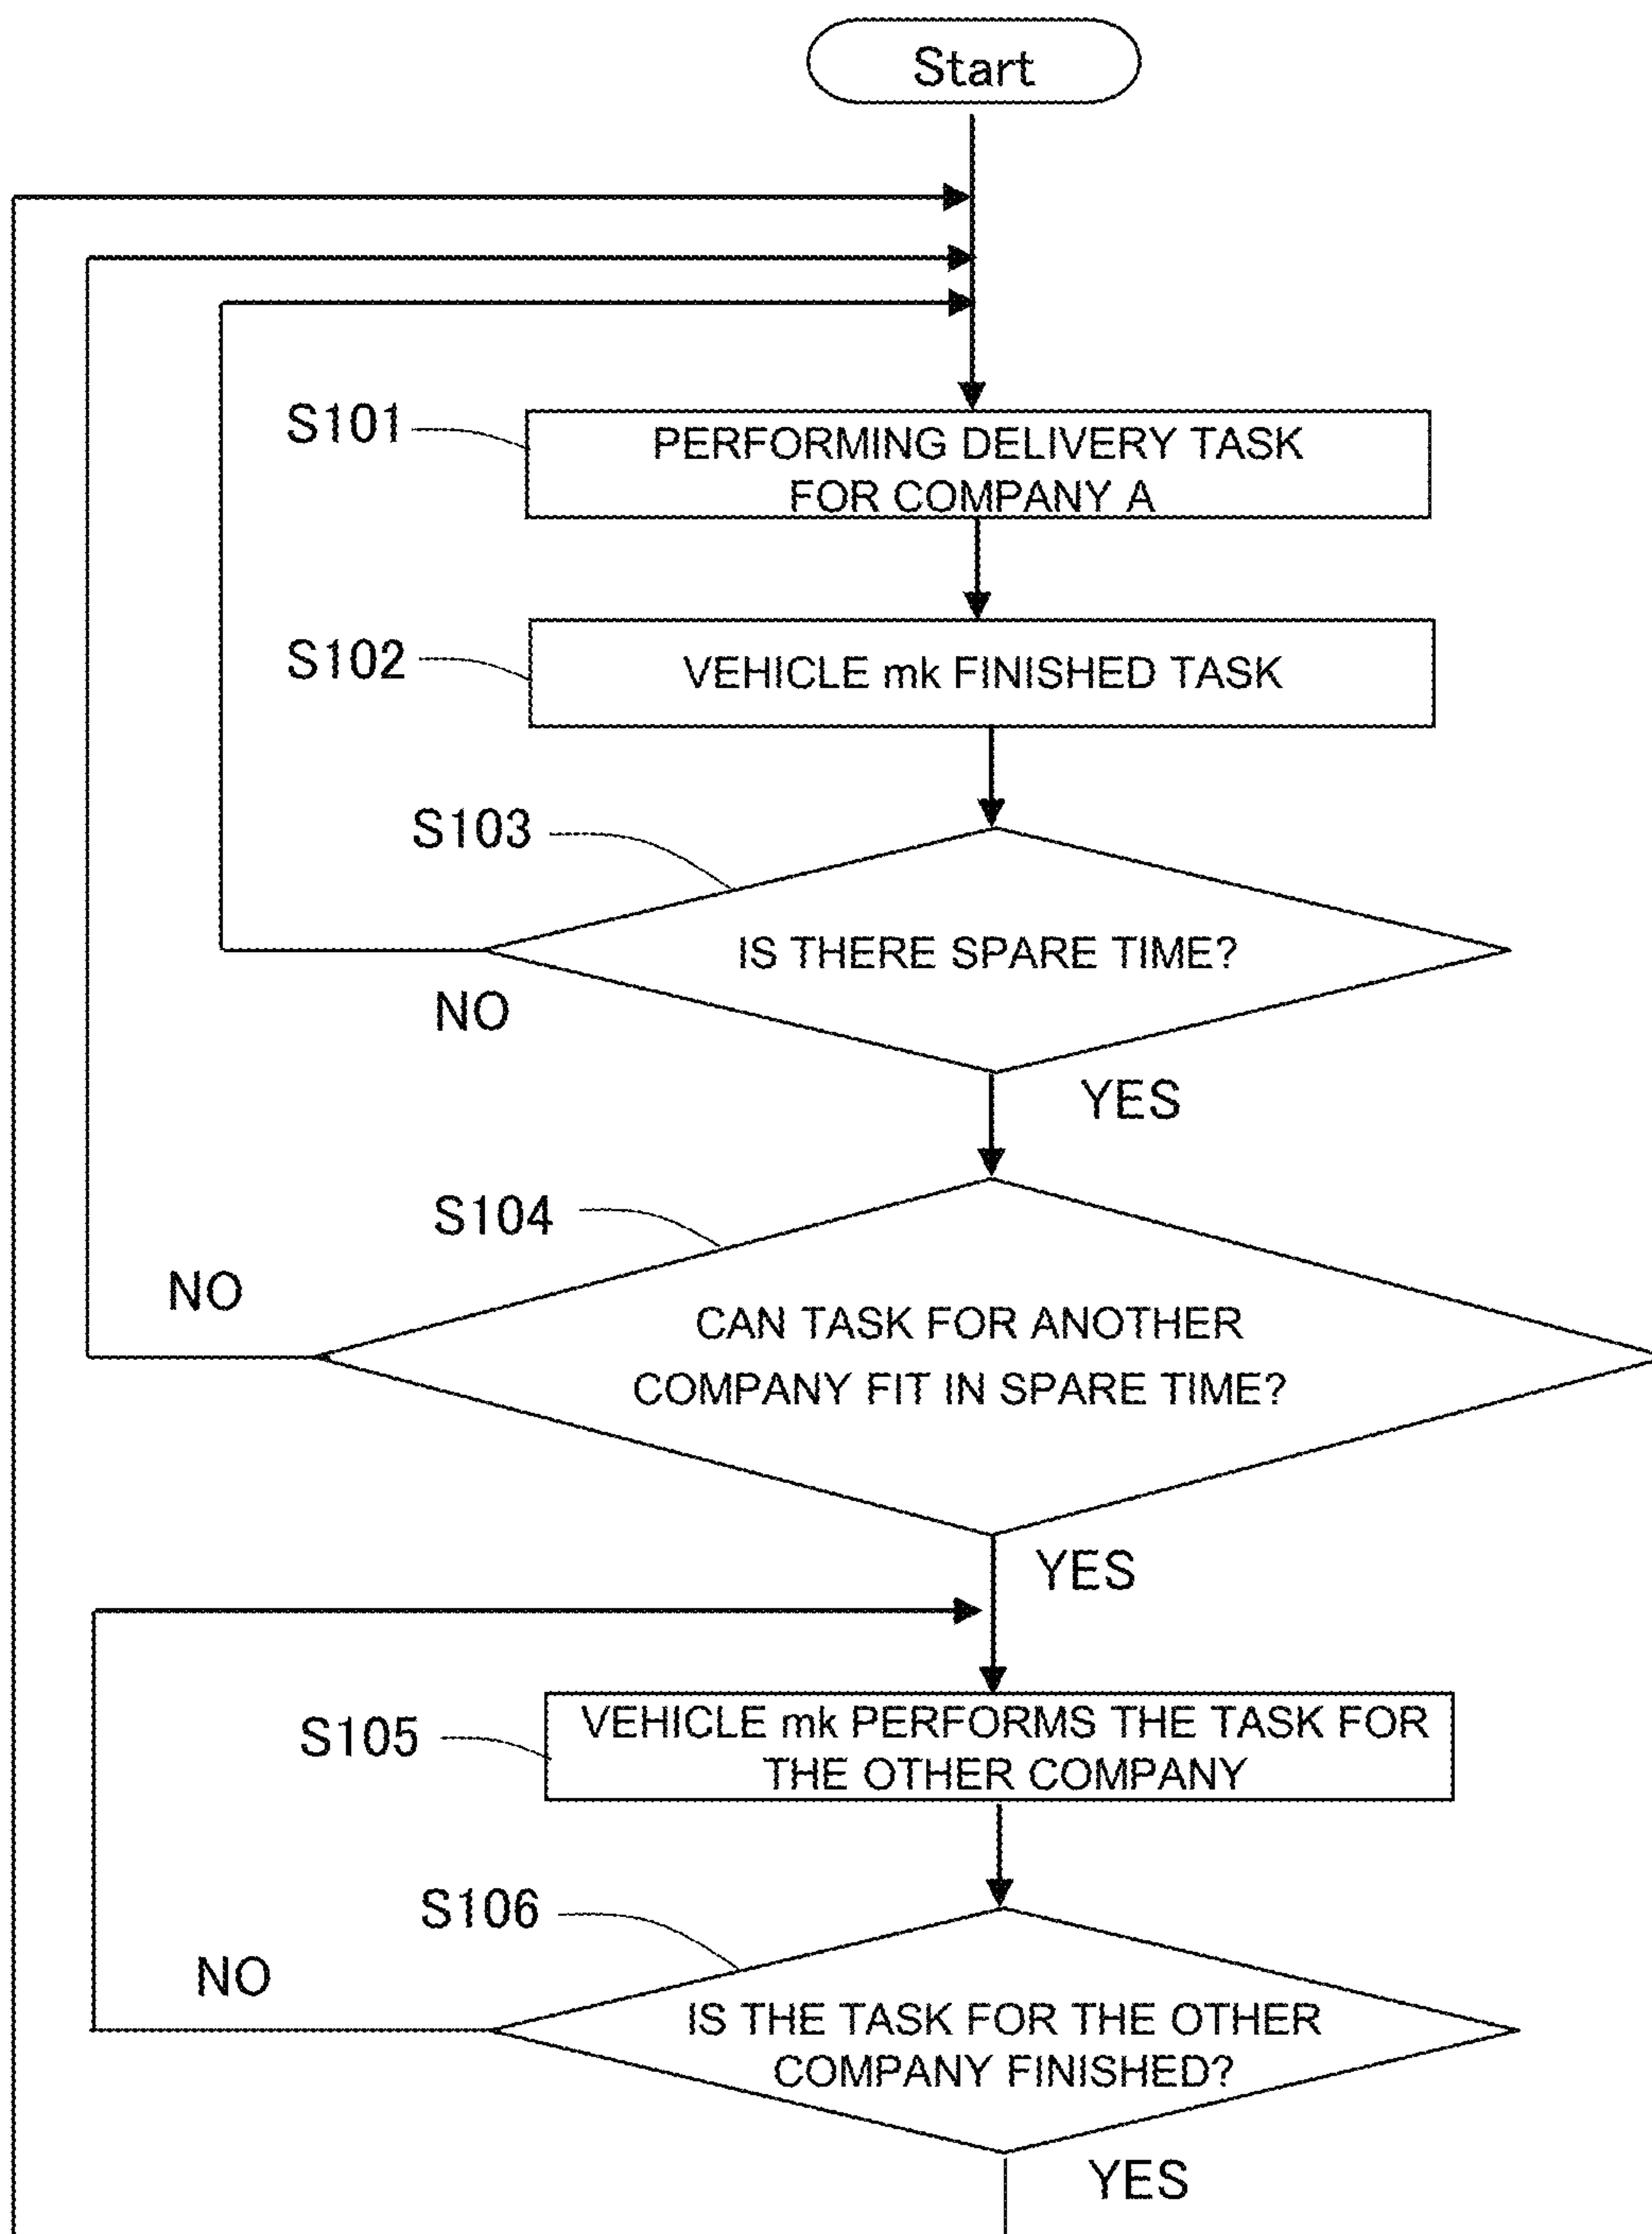 Start
S101
PERFORMING DELIVERY TASK
FOR COMPANY A
S102
VEHICLE mk FINISHED TASK
S103
IS THERE SPARE TIME?
NO
YES
S104
NO
CAN TASK FOR ANOTHER
COMPANY FIT IN SPARE TIME?
YES
S105
VEHICLE mk PERFORMS THE TASK FOR
THE OTHER COMPANY
S106
NO
IS THE TASK FOR THE OTHER
COMPANY FINISHED?
YES